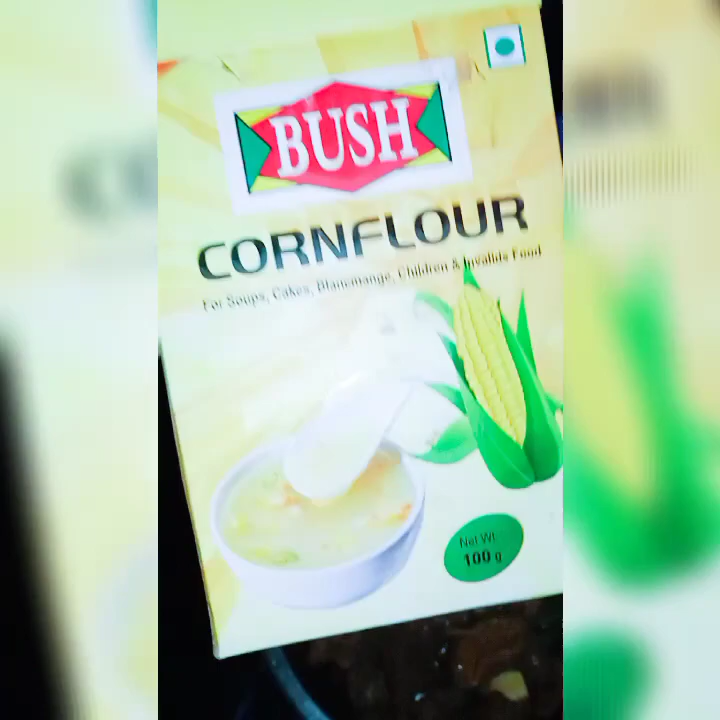 BUSH
CORNFLOUR
For Soups, Cakes, Blancmange, Children & Invalids Food
Net Wt.
100 g